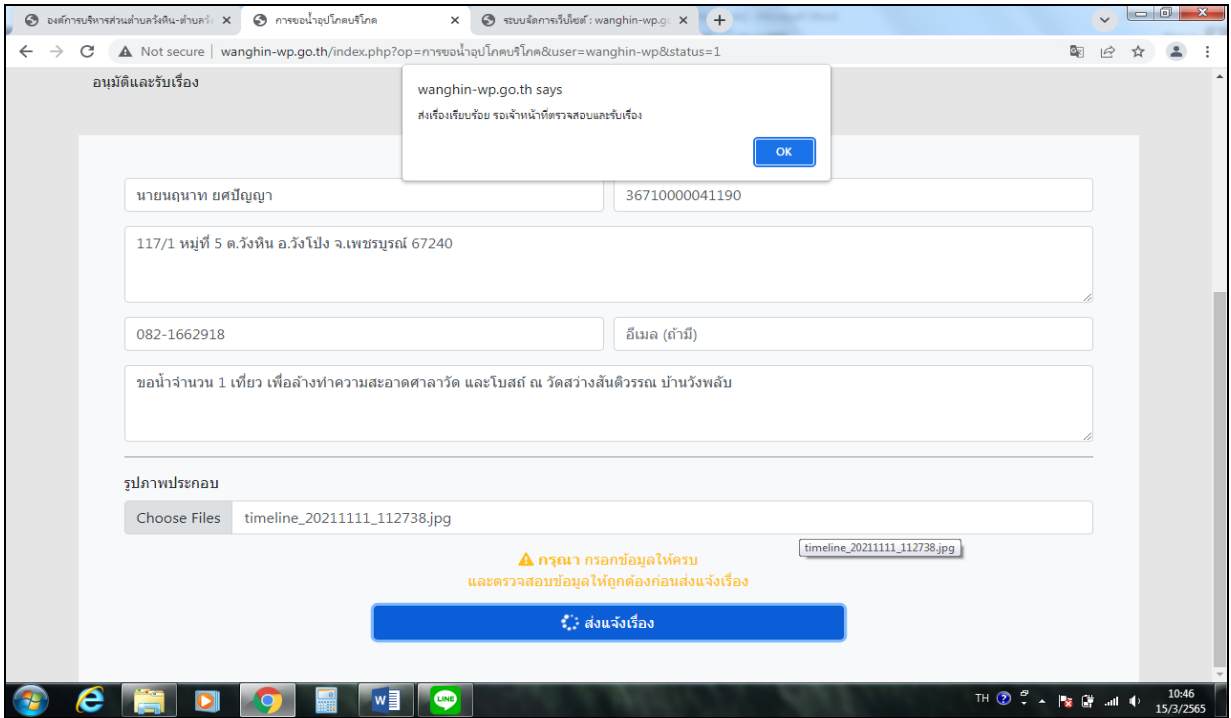 องค์การบริหารส่วนตำบลวังหิน-ตำบลวัง
การขอน้ำอุปโภคบริโภค
ระบบจัดการเว็บไซต์ : wanghin-wp.go
Not secure
wanghin-wp.go.th/index.php?op=การขอน้ำอุปโภคบริโภค&user=wanghin-wp&status=1
อนุมัติและรับเรื่อง
wanghin-wp.go.th says
ส่งเรื่องเรียบร้อย รอเจ้าหน้าที่ตรวจสอบและรับเรื่อง
OK
นายนฤนาท ยศปัญญา
36710000041190
117/1 หมู่ที่ 5 ต.วังหิน อ.วังโป่ง จ.เพชรบูรณ์ 67240
082-1662918
อีเมล (ถ้ามี)
ขอน้ำจำนวน 1 เที่ยว เพื่อล้างทำความสะอาดศาลาวัด และโบสถ์ ณ วัดสว่างสันติวรรณ บ้านวังพลับ
รูปภาพประกอบ
Choose Files
timeline_20211111_112738.jpg
timeline_20211111_112738.jpg
กรุณา กรอกข้อมูลให้ครบ
และตรวจสอบข้อมูลให้ถูกต้องก่อนส่งแจ้งเรื่อง
ส่งแจ้งเรื่อง
LINE
TH
10:46
15/3/2565